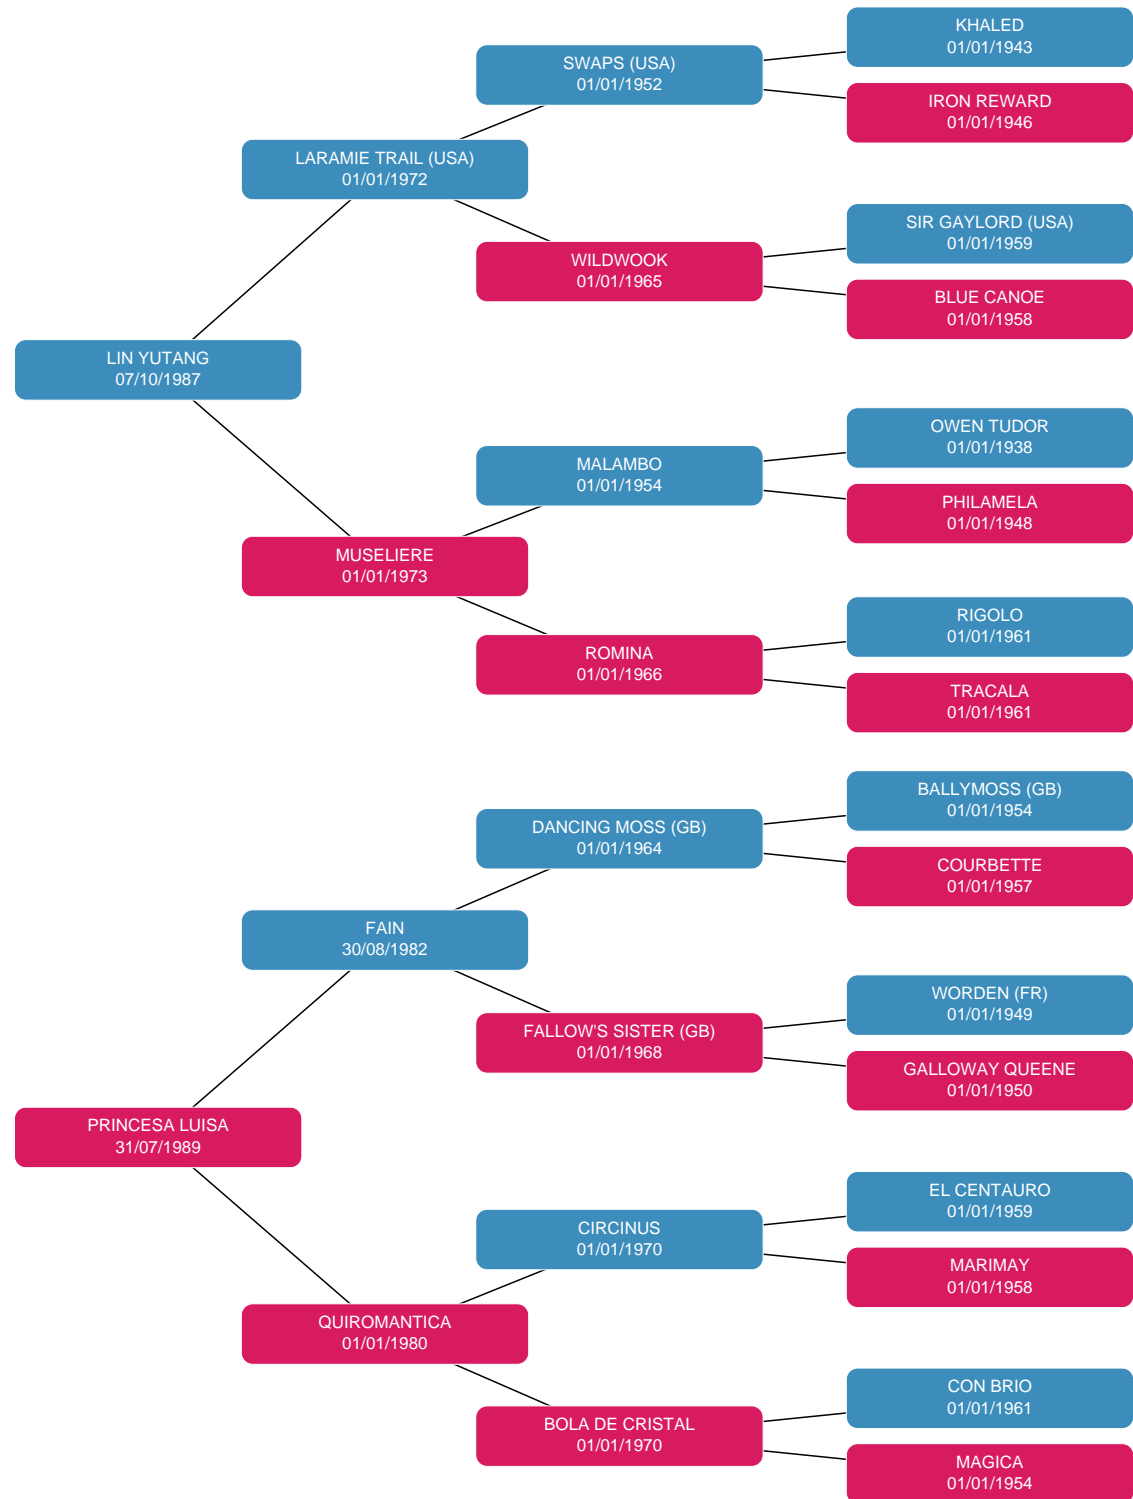 KHALED
01/01/1943
SWAPS (USA)
01/01/1952
IRON REWARD
01/01/1946
LARAMIE TRAIL (USA)
01/01/1972
SIR GAYLORD (USA)
01/01/1959
WILDWOOK
01/01/1965
BLUE CANOE
01/01/1958
LIN YUTANG
07/10/1987
OWEN TUDOR
01/01/1938
MALAMBO
01/01/1954
PHILAMELA
01/01/1948
MUSELIERE
01/01/1973
RIGOLO
01/01/1961
ROMINA
01/01/1966
TRACALA
01/01/1961
BALLYMOSS (GB)
01/01/1954
DANCING MOSS (GB)
01/01/1964
COURBETTE
01/01/1957
FAIN
30/08/1982
WORDEN (FR)
01/01/1949
FALLOW'S SISTER (GB)
01/01/1968
GALLOWAY QUEENE
01/01/1950
PRINCESA LUISA
31/07/1989
EL CENTAURO
01/01/1959
CIRCINUS
01/01/1970
MARIMAY
01/01/1958
QUIROMANTICA
01/01/1980
CON BRIO
01/01/1961
BOLA DE CRISTAL
01/01/1970
MAGICA
01/01/1954